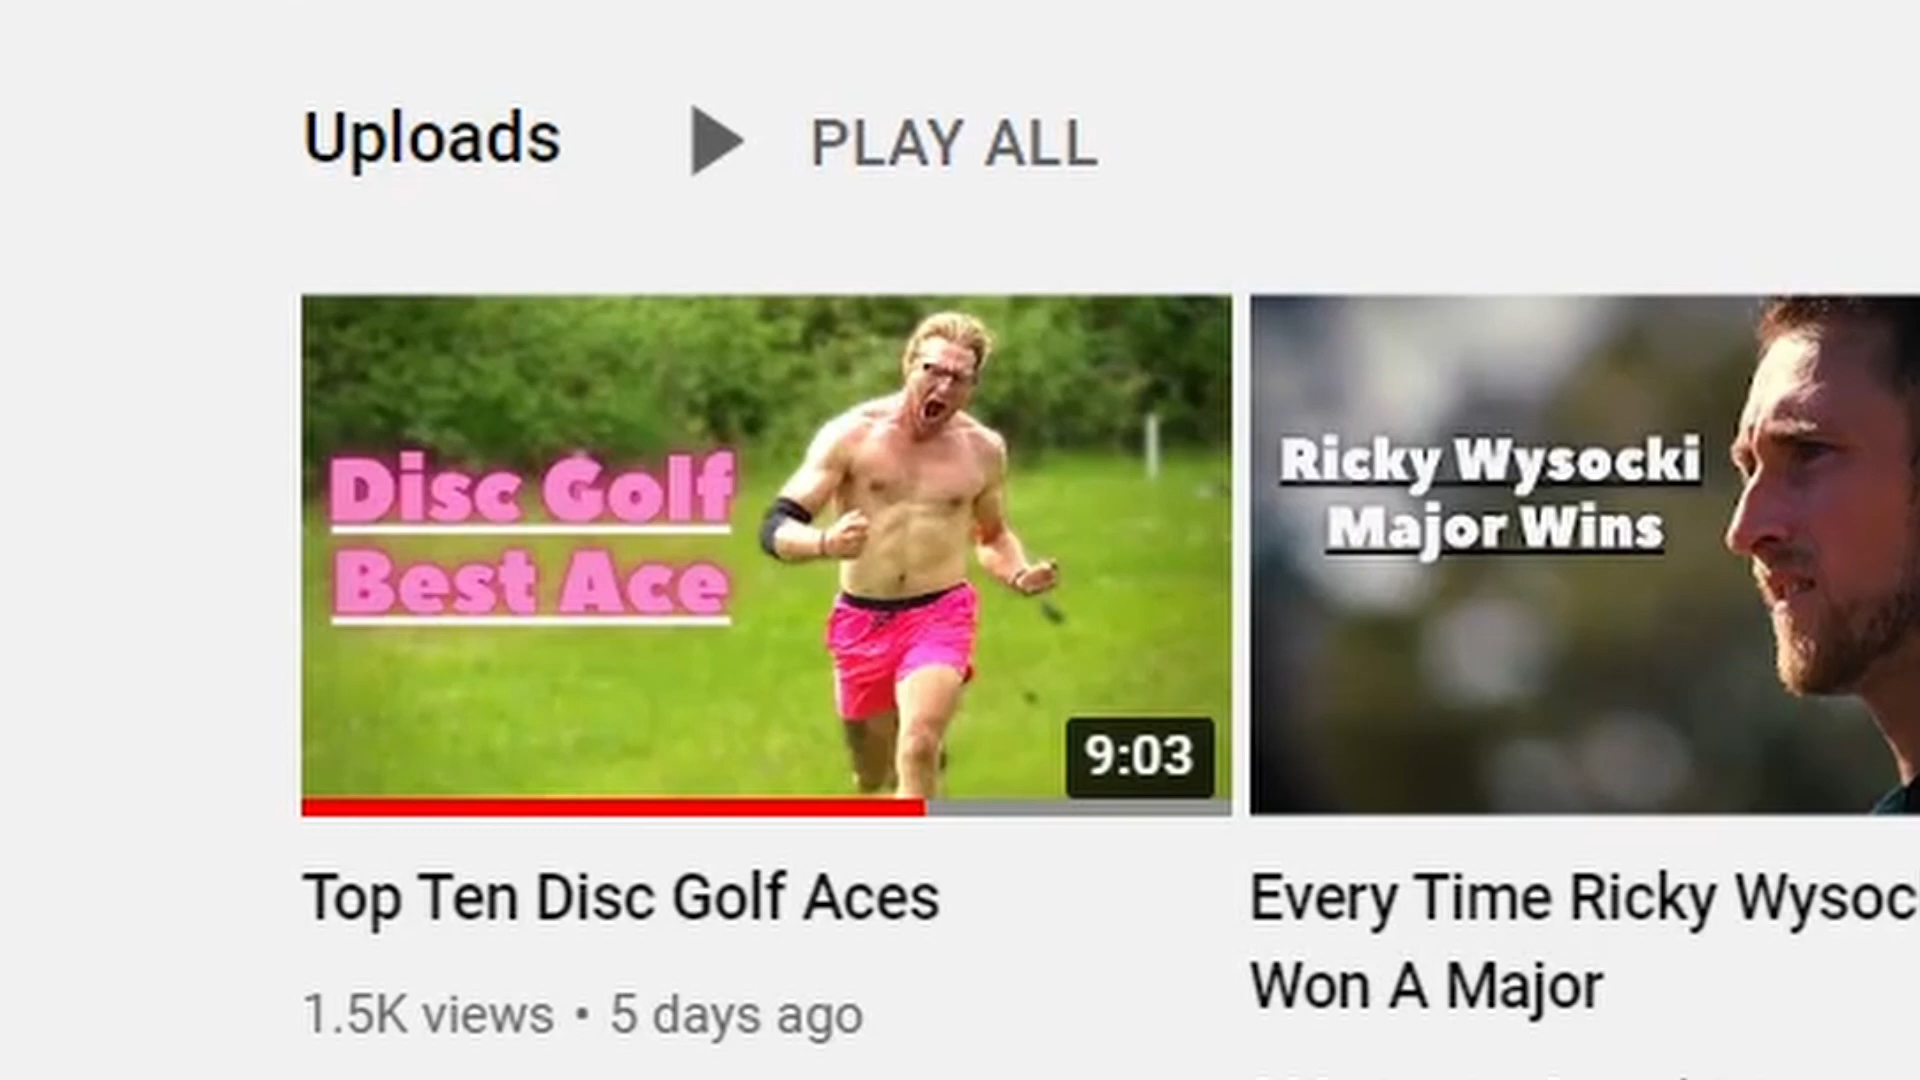 Uploads
PLAY ALL
Disc Golf
Best Ace
9:03
Ricky Wysocki
Major Wins
Top Ten Disc Golf Aces
1.5K views • 5 days ago
Every Time Ricky Wysoc
Won A Major